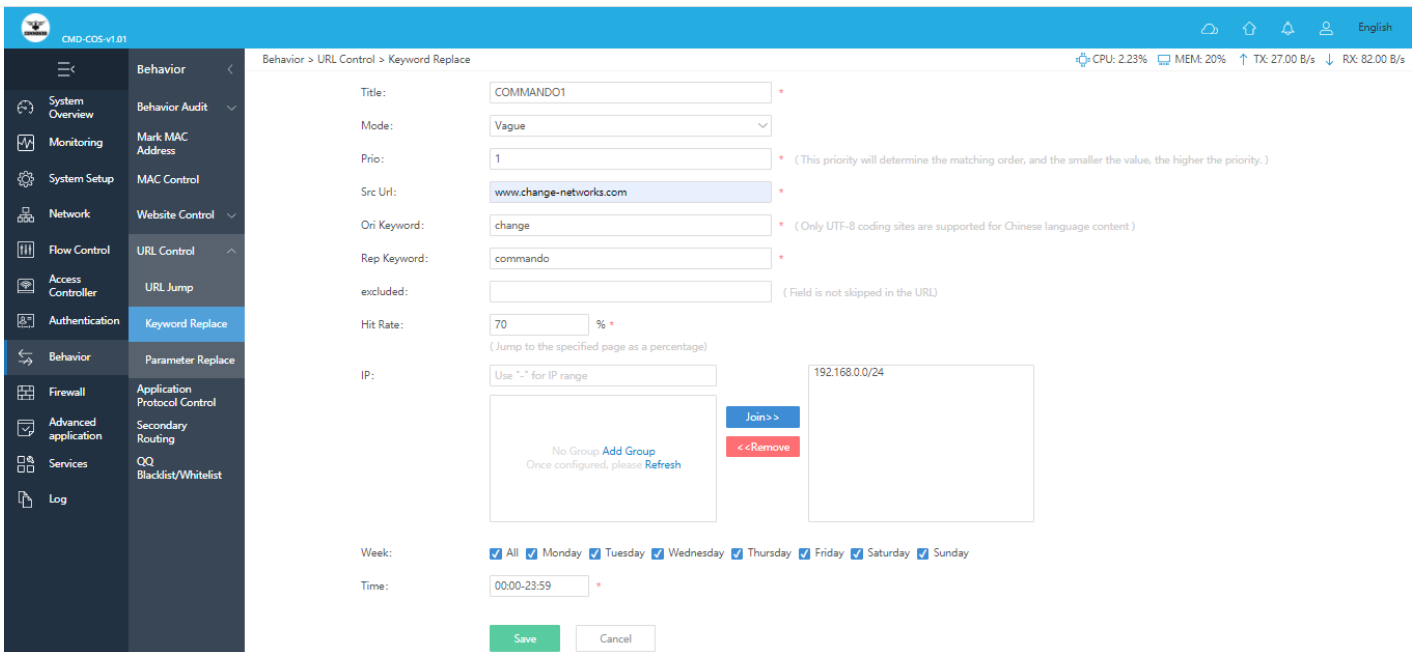 COMMANDO
CMD-COS-v1.01
English
Behavior
Behavior > URL Control > Keyword Replace
CPU: 2.23% MEM: 20% TX: 27.00 B/s RX: 82.00 B/s
System
Overview
Monitoring
System Setup
Network
Flow Control
Access
Controller
Authentication
Behavior
Firewall
Advanced
application
Services
Log
Behavior Audit
Mark MAC
Address
MAC Control
Website Control
URL Control
URL Jump
Keyword Replace
Parameter Replace
Application
Protocol Control
Secondary
Routing
QQ
Blacklist/Whitelist
Title: COMMANDO1 *
Mode: Vague
Prio: 1 * ( This priority will determine the matching order, and the smaller the value, the higher the priority. )
Src Url: www.change-networks.com *
Ori Keyword: change * ( Only UTF-8 coding sites are supported for Chinese language content )
Rep Keyword: commando *
excluded: ( Field is not skipped in the URL)
Hit Rate: 70 % *
( Jump to the specified page as a percentage)
IP: Use "-" for IP range 192.168.0.0/24
Join>>
<<Remove
No Group Add Group
Once configured, please Refresh
Week: All Monday Tuesday Wednesday Thursday Friday Saturday Sunday
Time: 00:00-23:59 *
Save Cancel